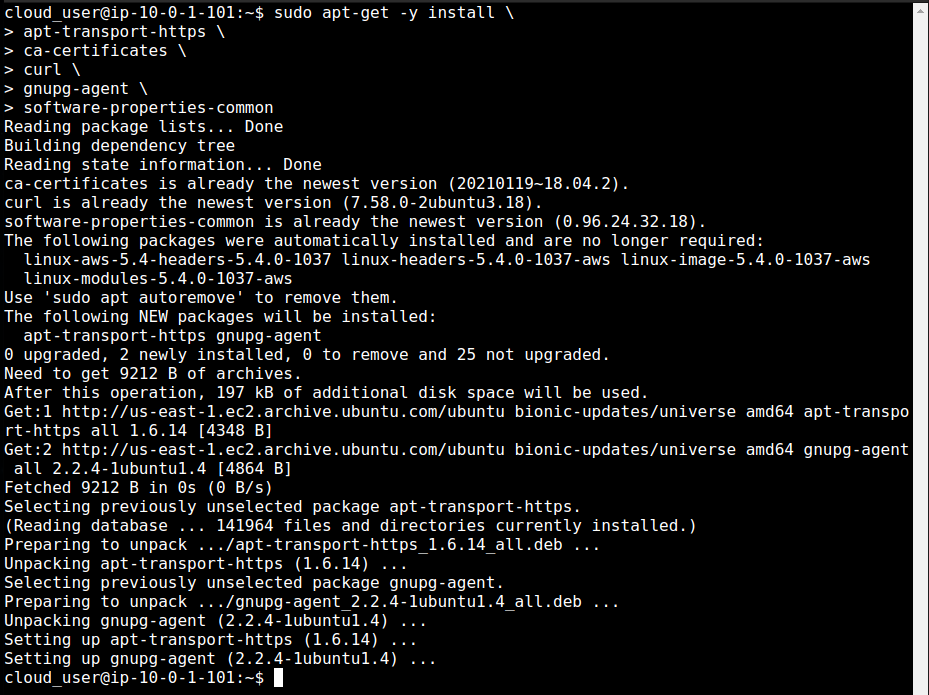 cloud_user@ip-10-0-1-101:~$ sudo apt-get -y install \
> apt-transport-https \
> ca-certificates \
> curl \
> gnupg-agent \
> software-properties-common
Reading package lists... Done
Building dependency tree
Reading state information... Done
ca-certificates is already the newest version (20210119~18.04.2).
curl is already the newest version (7.58.0-2ubuntu3.18).
software-properties-common is already the newest version (0.96.24.32.18).
The following packages were automatically installed and are no longer required:
  linux-aws-5.4-headers-5.4.0-1037 linux-headers-5.4.0-1037-aws linux-image-5.4.0-1037-aws
  linux-modules-5.4.0-1037-aws
Use 'sudo apt autoremove' to remove them.
The following NEW packages will be installed:
  apt-transport-https gnupg-agent
0 upgraded, 2 newly installed, 0 to remove and 25 not upgraded.
Need to get 9212 B of archives.
After this operation, 197 kB of additional disk space will be used.
Get:1 http://us-east-1.ec2.archive.ubuntu.com/ubuntu bionic-updates/universe amd64 apt-transpo
rt-https all 1.6.14 [4348 B]
Get:2 http://us-east-1.ec2.archive.ubuntu.com/ubuntu bionic-updates/universe amd64 gnupg-agent
 all 2.2.4-1ubuntu1.4 [4864 B]
Fetched 9212 B in 0s (0 B/s)
Selecting previously unselected package apt-transport-https.
(Reading database ... 141964 files and directories currently installed.)
Preparing to unpack .../apt-transport-https_1.6.14_all.deb ...
Unpacking apt-transport-https (1.6.14) ...
Selecting previously unselected package gnupg-agent.
Preparing to unpack .../gnupg-agent_2.2.4-1ubuntu1.4_all.deb ...
Unpacking gnupg-agent (2.2.4-1ubuntu1.4) ...
Setting up apt-transport-https (1.6.14) ...
Setting up gnupg-agent (2.2.4-1ubuntu1.4) ...
cloud_user@ip-10-0-1-101:~$